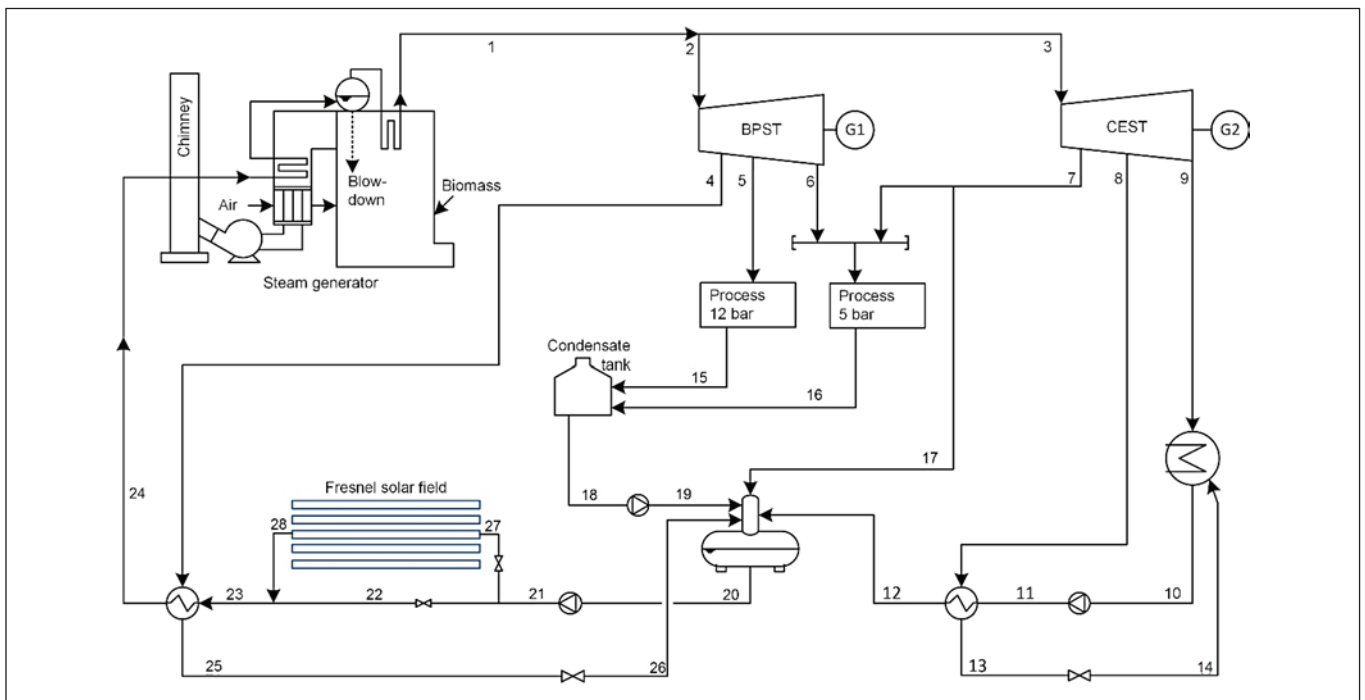 1
2
3
Chimney
BPST
G1
CEST
G2
Blow-
down
Biomass
Air
4
5
6
7
8
9
Steam generator
Process
12 bar
Process
5 bar
Condensate
tank
15
16
17
24
Fresnel solar field
28
27
18
19
23
22
21
20
12
11
10
25
26
13
14